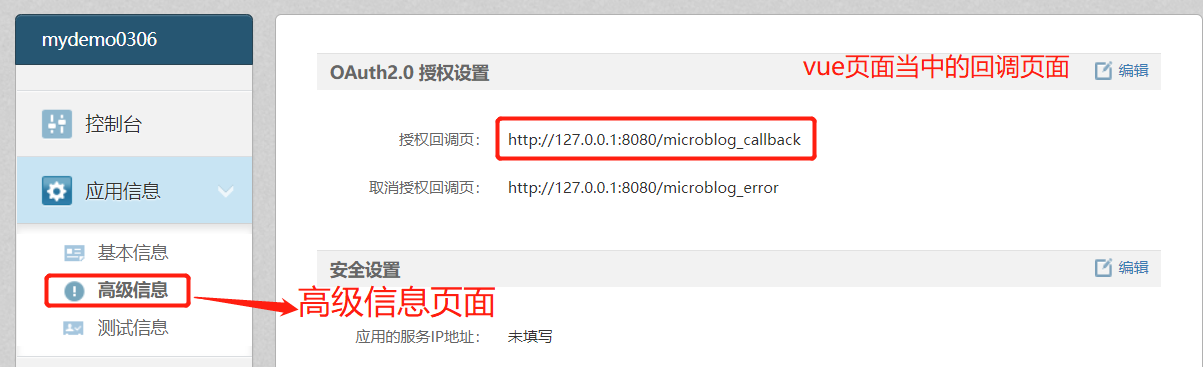 mydemo0306
控制台
应用信息
基本信息
高级信息
测试信息
OAuth2.0 授权设置
vue页面当中的回调页面
编辑
授权回调页： http://127.0.0.1:8080/microblog_callback
取消授权回调页： http://127.0.0.1:8080/microblog_error
安全设置
编辑
高级信息页面
应用的服务IP地址： 未填写